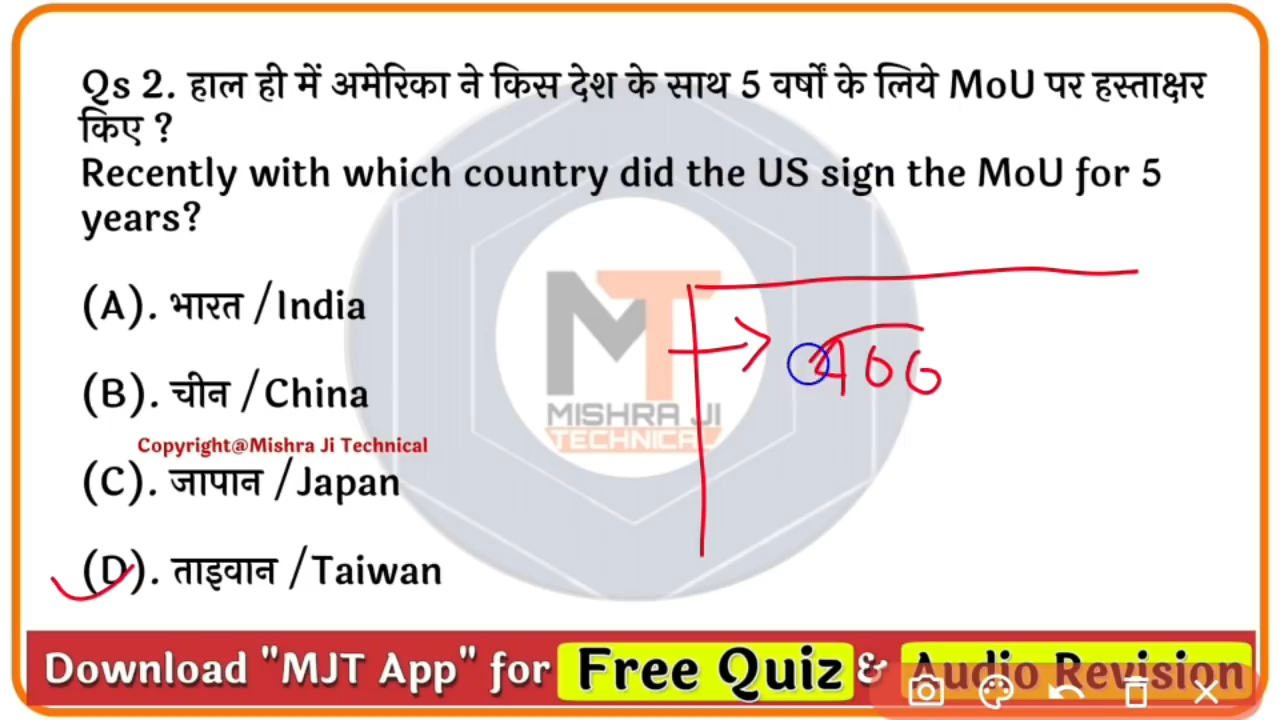 Qs 2. हाल ही में अमेरिका ने किस देश के साथ 5 वर्षों के लिये MoU पर हस्ताक्षर
किए ?
Recently with which country did the US sign the MoU for 5
years?
(A). भारत / India
(B). चीन / China
Copyright@Mishra Ji Technical
(C). जापान / Japan
(D). ताइवान / Taiwan
MT
MISHRA JI
TECHNICAL
Download "MJT App" for Free Quiz & Audio Revision